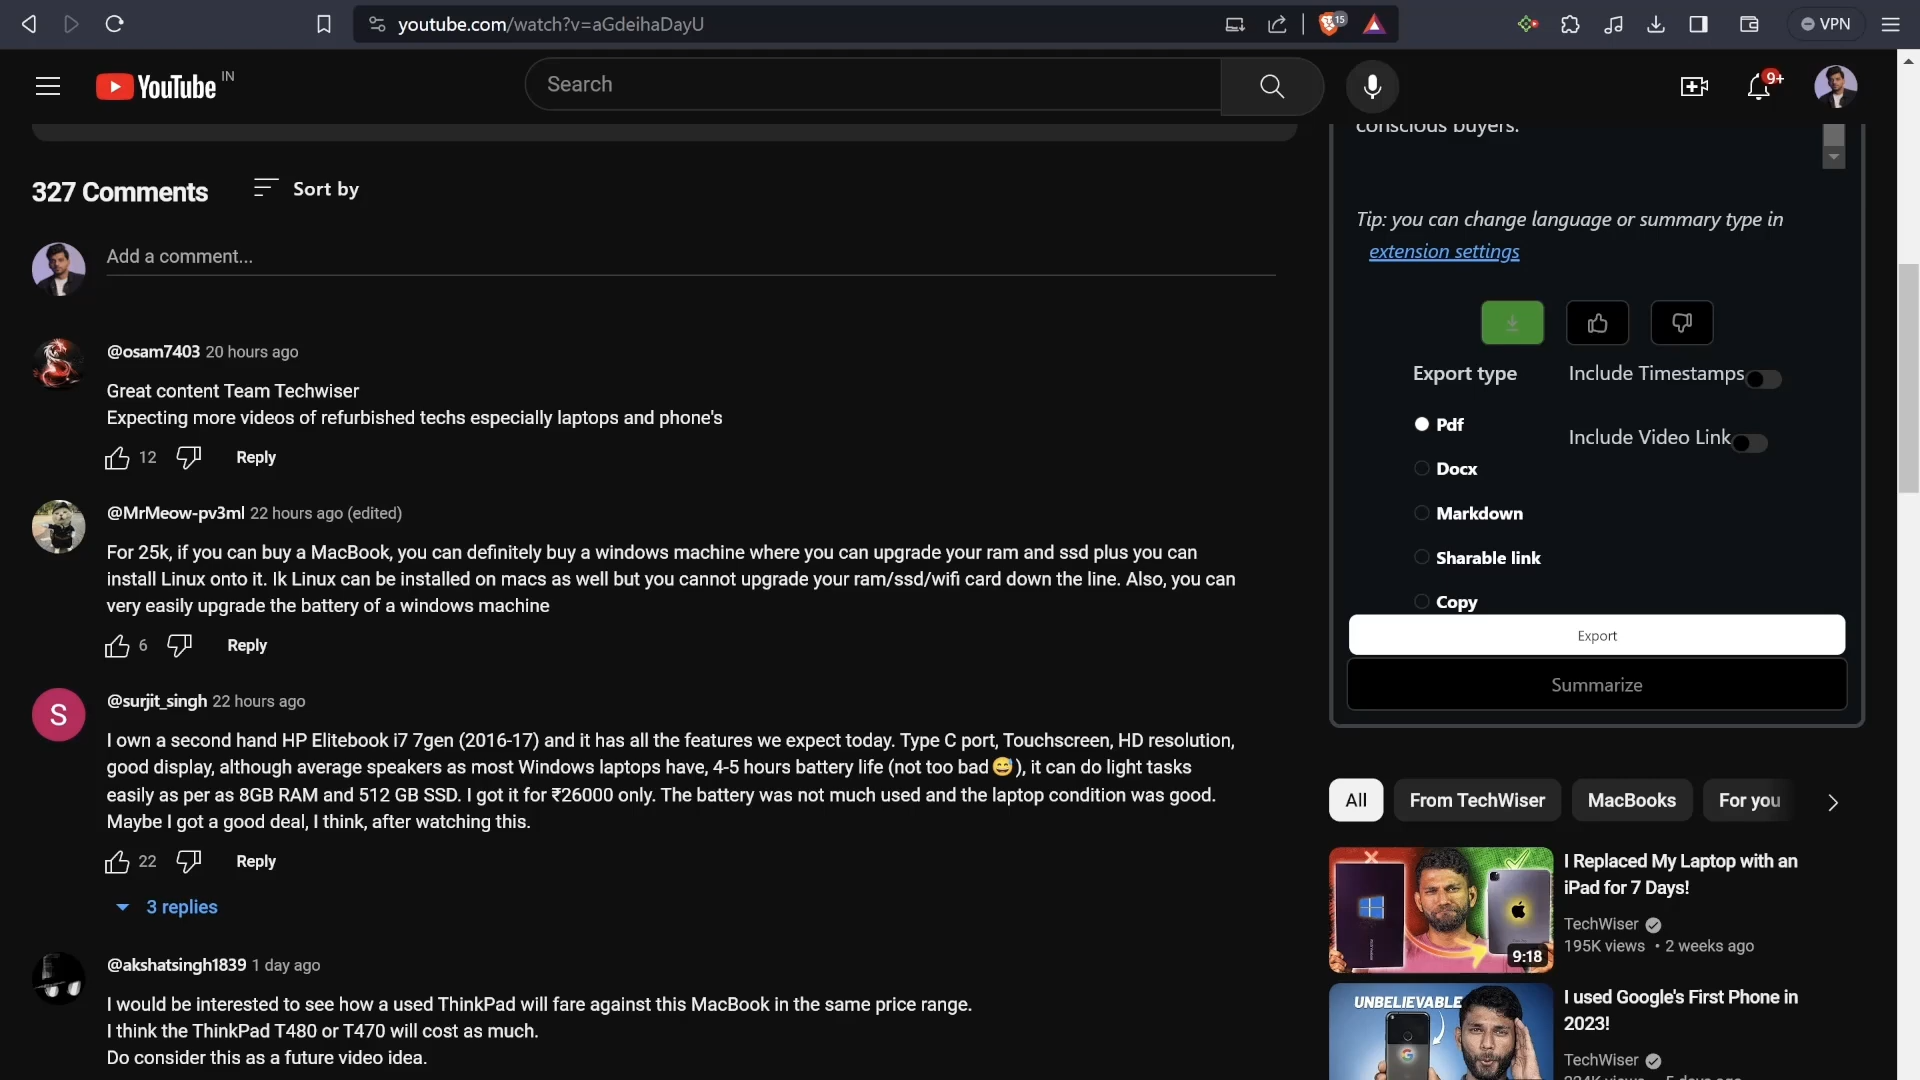 youtube.com/watch?v=aGdeihaDayU
15
VPN
YouTube IN
Search
9+
conscious buyers.
327 Comments
Sort by
Add a comment...
@osam7403 20 hours ago
Great content Team Techwiser
Expecting more videos of refurbished techs especially laptops and phone's
12
Reply
@MrMeow-pv3ml 22 hours ago (edited)
For 25k, if you can buy a MacBook, you can definitely buy a windows machine where you can upgrade your ram and ssd plus you can
install Linux onto it. Ik Linux can be installed on macs as well but you cannot upgrade your ram/ssd/wifi card down the line. Also, you can
very easily upgrade the battery of a windows machine
6
Reply
@surjit_singh 22 hours ago
S
I own a second hand HP Elitebook i7 7gen (2016-17) and it has all the features we expect today. Type C port, Touchscreen, HD resolution,
good display, although average speakers as most Windows laptops have, 4-5 hours battery life (not too bad😅), it can do light tasks
easily as per as 8GB RAM and 512 GB SSD. I got it for ₹26000 only. The battery was not much used and the laptop condition was good.
Maybe I got a good deal, I think, after watching this.
22
Reply
3 replies
@akshatsingh1839 1 day ago
I would be interested to see how a used ThinkPad will fare against this MacBook in the same price range.
I think the ThinkPad T480 or T470 will cost as much.
Do consider this as a future video idea.
Tip: you can change language or summary type in
extension settings
Export type
Include Timestamps
Pdf
Include Video Link
Docx
Markdown
Sharable link
Copy
Export
Summarize
All
From TechWiser
MacBooks
For you
I Replaced My Laptop with an
iPad for 7 Days!
TechWiser
195K views • 2 weeks ago
9:18
UNBELIEVABLE
I used Google's First Phone in
2023!
TechWiser